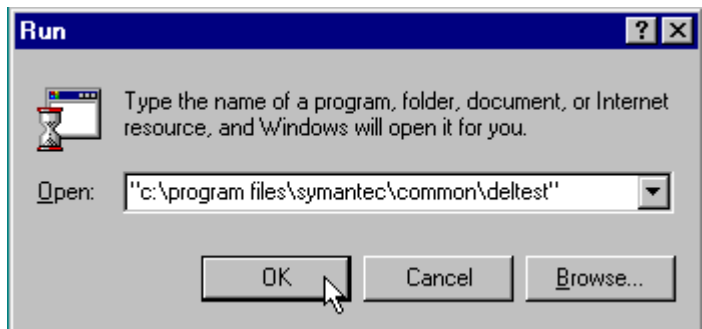 Run
Type the name of a program, folder, document, or Internet
resource, and Windows will open it for you.
Open: "c:\program files\symantec\common\deltest"
OK Cancel Browse...